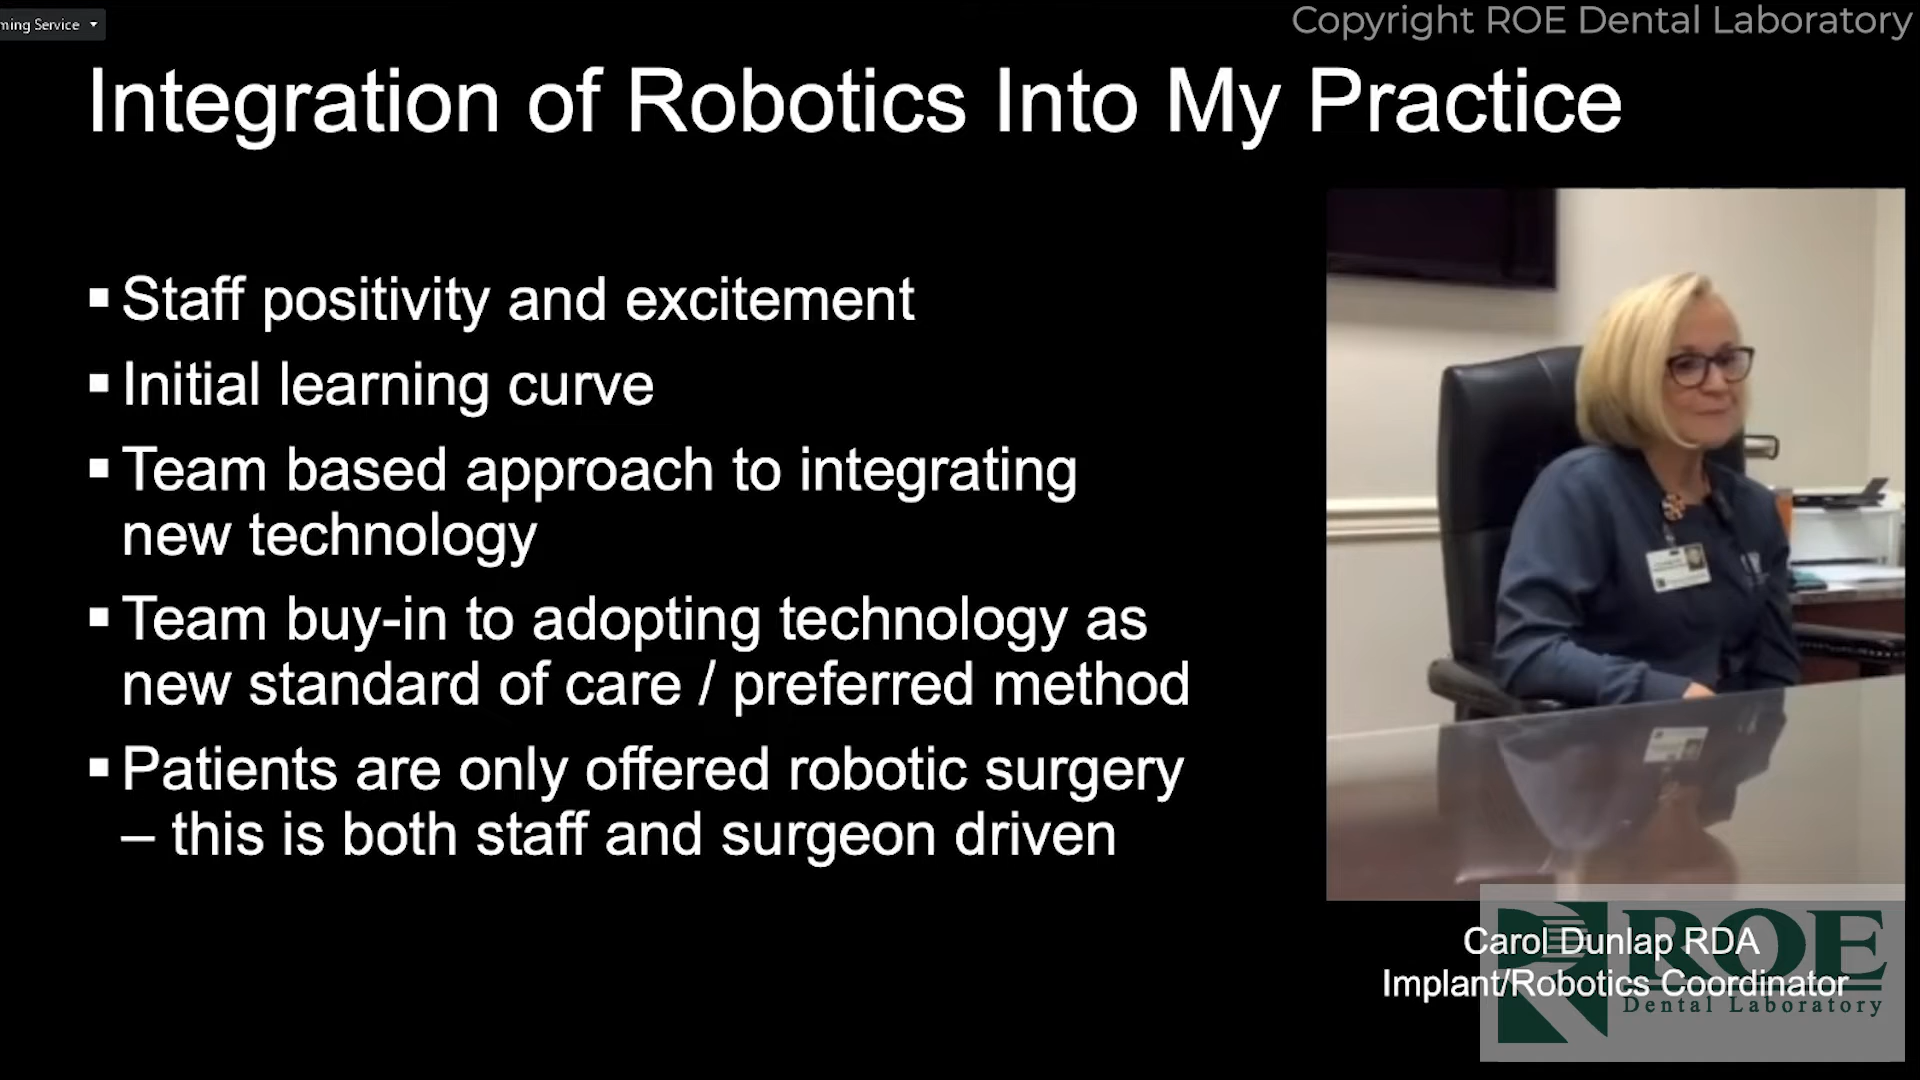 ming Service
Copyright ROE Dental Laboratory
Integration of Robotics Into My Practice
▪ Staff positivity and excitement
▪ Initial learning curve
▪ Team based approach to integrating
new technology
▪ Team buy-in to adopting technology as
new standard of care / preferred method
▪ Patients are only offered robotic surgery
– this is both staff and surgeon driven
Carol Dunlap RDA
Implant/Robotics Coordinator
ROE
Dental Laboratory